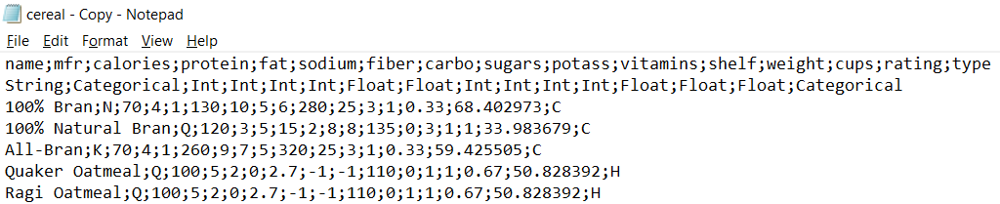 cereal - Copy - Notepad
File Edit Format View Help
name;mfr;calories;protein;fat;sodium;fiber;carbo;sugars;potass;vitamins;shelf;weight;cups;rating;type
String;Categorical;Int;Int;Int;Int;Float;Float;Int;Int;Int;Int;Float;Float;Float;Categorical
100% Bran;N;70;4;1;130;10;5;6;280;25;3;1;0.33;68.402973;C
100% Natural Bran;Q;120;3;5;15;2;8;8;135;0;3;1;1;33.983679;C
All-Bran;K;70;4;1;260;9;7;5;320;25;3;1;0.33;59.425505;C
Quaker Oatmeal;Q;100;5;2;0;2.7;-1;-1;110;0;1;1;0.67;50.828392;H
Ragi Oatmeal;Q;100;5;2;0;2.7;-1;-1;110;0;1;1;0.67;50.828392;H